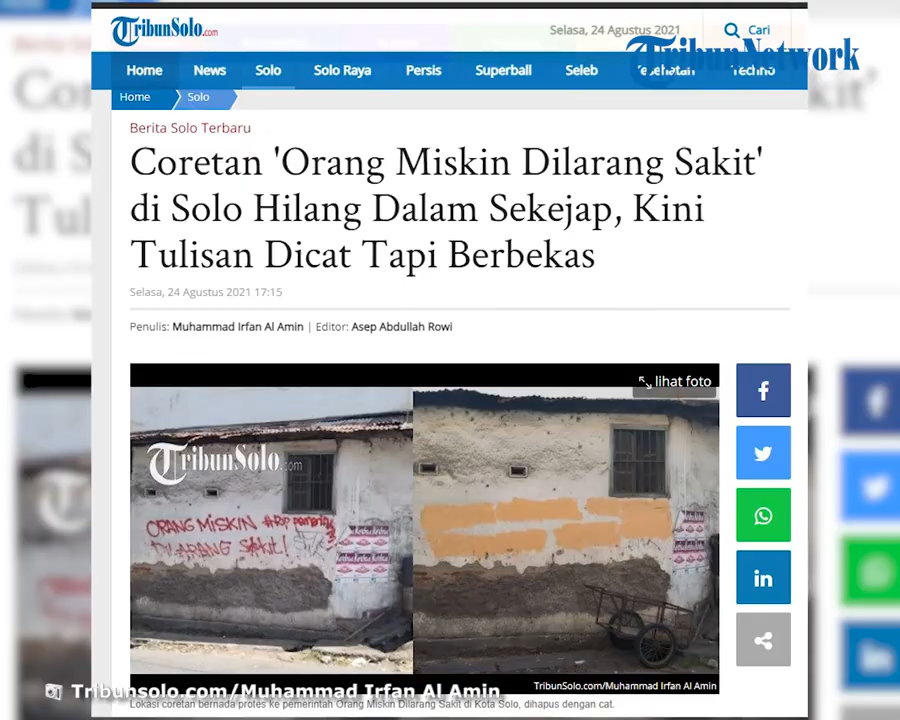 TribunSolo.com
Selasa, 24 Agustus 2021
Cari
TribunNetwork
Home News Solo Solo Raya Persis Superball Seleb Kesehatan Techno
Home Solo
Berita Solo Terbaru
Coretan 'Orang Miskin Dilarang Sakit'
di Solo Hilang Dalam Sekejap, Kini
Tulisan Dicat Tapi Berbekas
Selasa, 24 Agustus 2021 17:15
Penulis: Muhammad Irfan Al Amin | Editor: Asep Abdullah Rowi
lihat foto
TribunSolo.com
ORANG MISKIN
DILARANG SAKIT!
TribunSolo.com/Muhammad Irfan Al Amin
Tribunsolo.com/Muhammad Irfan Al Amin
Lokasi coretan bernada protes ke pemerintah Orang Miskin Dilarang Sakit di Kota Solo, dihapus dengan cat.